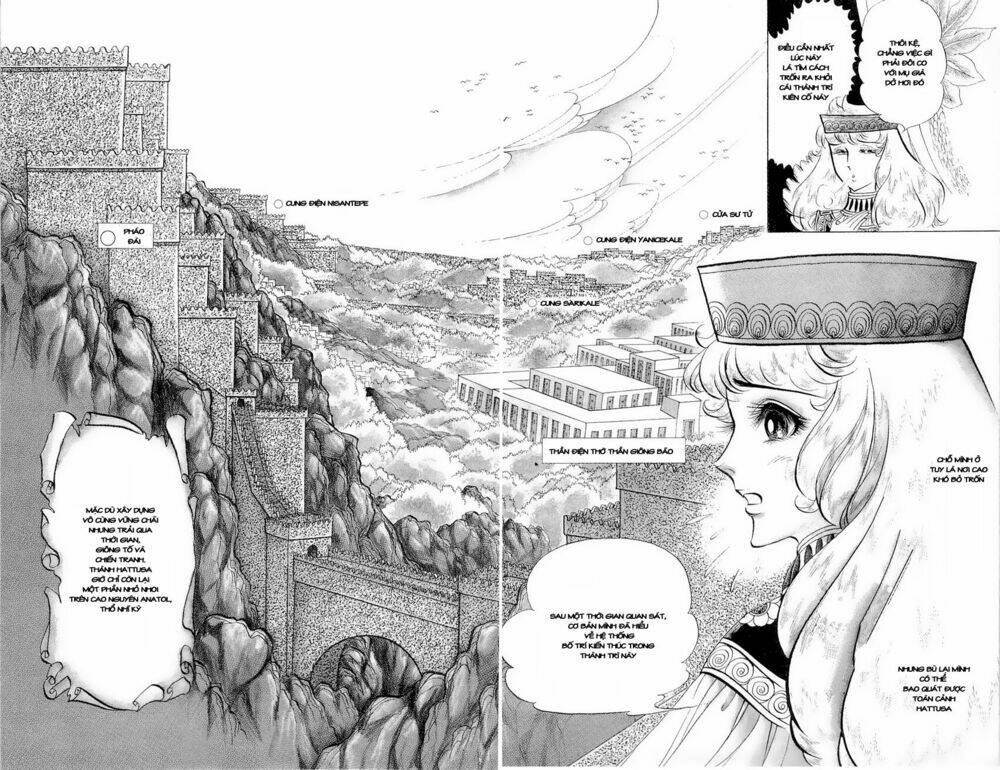 THÔI KỆ,
CHẲNG VIỆC GÌ
PHẢI ĐÔI CO
VỚI MỤ GIÀ
DỞ HƠI ĐÓ
ĐIỀU CẦN NHẤT
LÚC NÀY
LÀ TÌM CÁCH
TRỐN RA KHỎI
CÁI THÀNH TRÌ
KIÊN CỐ NÀY
CHỖ MÌNH Ở
TUY LÀ NƠI CAO
KHÓ BỎ TRỐN
NHƯNG BÙ LẠI MÌNH
CÓ THỂ
BAO QUÁT ĐƯỢC
TOÀN CẢNH
HATTUSA
SAU MỘT THỜI GIAN QUAN SÁT,
CƠ BẢN MÌNH ĐÃ HIỂU
VỀ HỆ THỐNG
BỐ TRÍ KIẾN THÚC TRONG
THÀNH TRÌ NÀY
CỬA SƯ TỬ
CUNG ĐIỆN YANICEKALE
CUNG SARIKALE
THẦN ĐIỆN THỜ THẦN GIÔNG BÃO
CUNG ĐIỆN NISANTEPE
PHÁO
ĐÀI
MẶC DÙ XÂY DỰNG
VÔ CÙNG VỮNG CHÃI
NHƯNG TRẢI QUA
THỜI GIAN,
GIÔNG TỐ VÀ
CHIẾN TRANH,
THÀNH HATTUSA
GIỜ CHỈ CÒN LẠI
MỘT PHẦN NHỎ NHOI
TRÊN CAO NGUYÊN ANATOL,
THỔ NHĨ KỲ